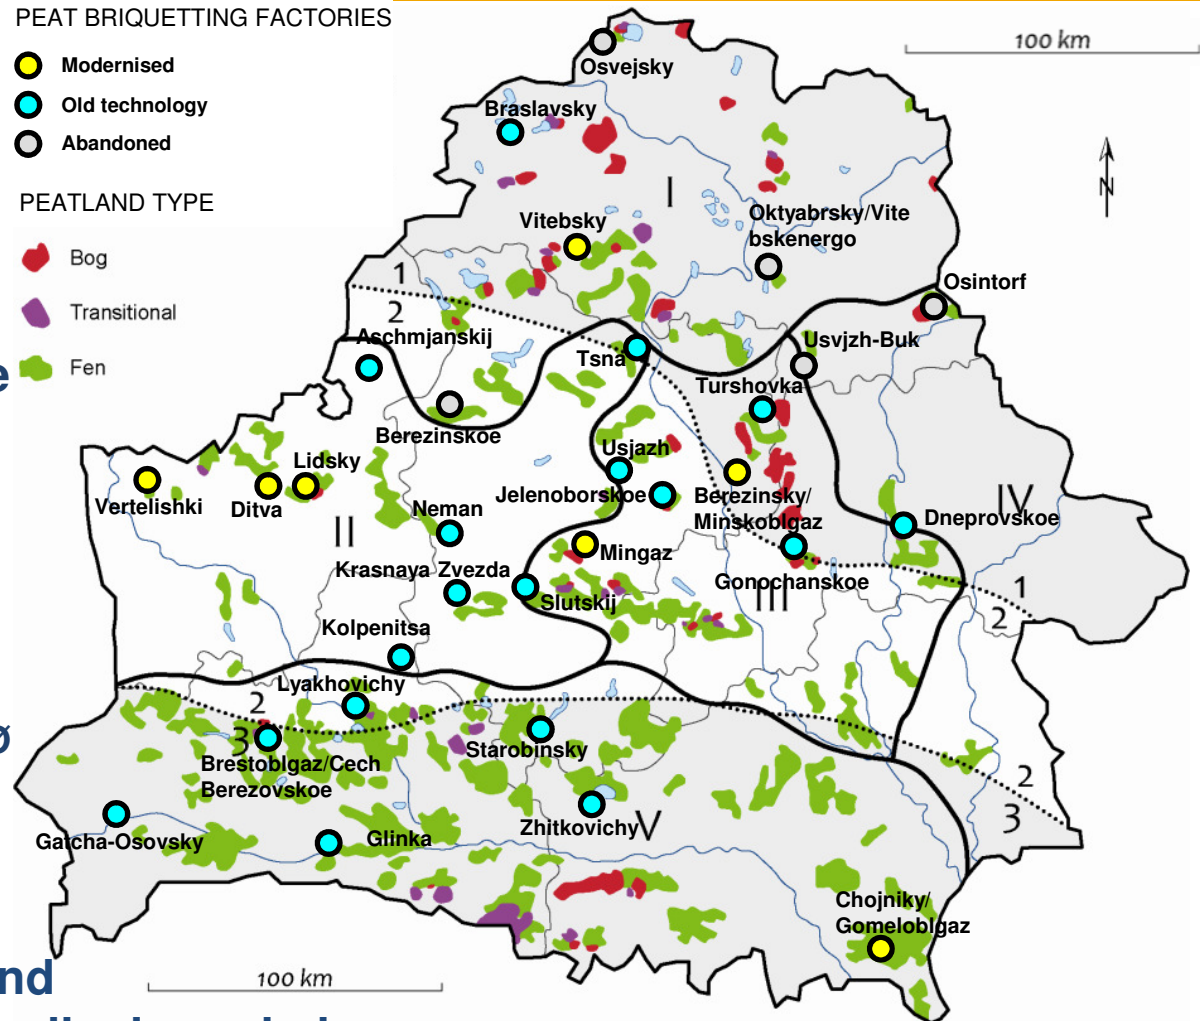 PEAT BRIQUETTING FACTORIES
Modernised
Old technology
Abandoned
PEATLAND TYPE
Bog
Transitional
Fen
100 km
N
Osvejsky
Braslavsky
I
Oktyabrsky/Vite
bskenergo
Vitebsky
1
2
Osintorf
Aschmjanskij
Usvjzh-Buk
Tsna
Turshovka
Berezinskoe
Usjazh
Lidsky
Vertelishki
Ditva
Jelenoborskoe
Berezinsky/
Minskoblgaz
IV
Neman
Dneprovskoe
II
Mingaz
Krasnaya Zvezda
Gonochanskoe
Slutskij
III
1
2
Kolpenitsa
Lyakhovichy
2
3
Starobinsky
Brestoblgaz/Cech
Berezovskoe
2
3
Zhitkovichy
V
Gatcha-Osovsky
Glinka
Chojniky/
Gomeloblgaz
100 km
e
ø
nd